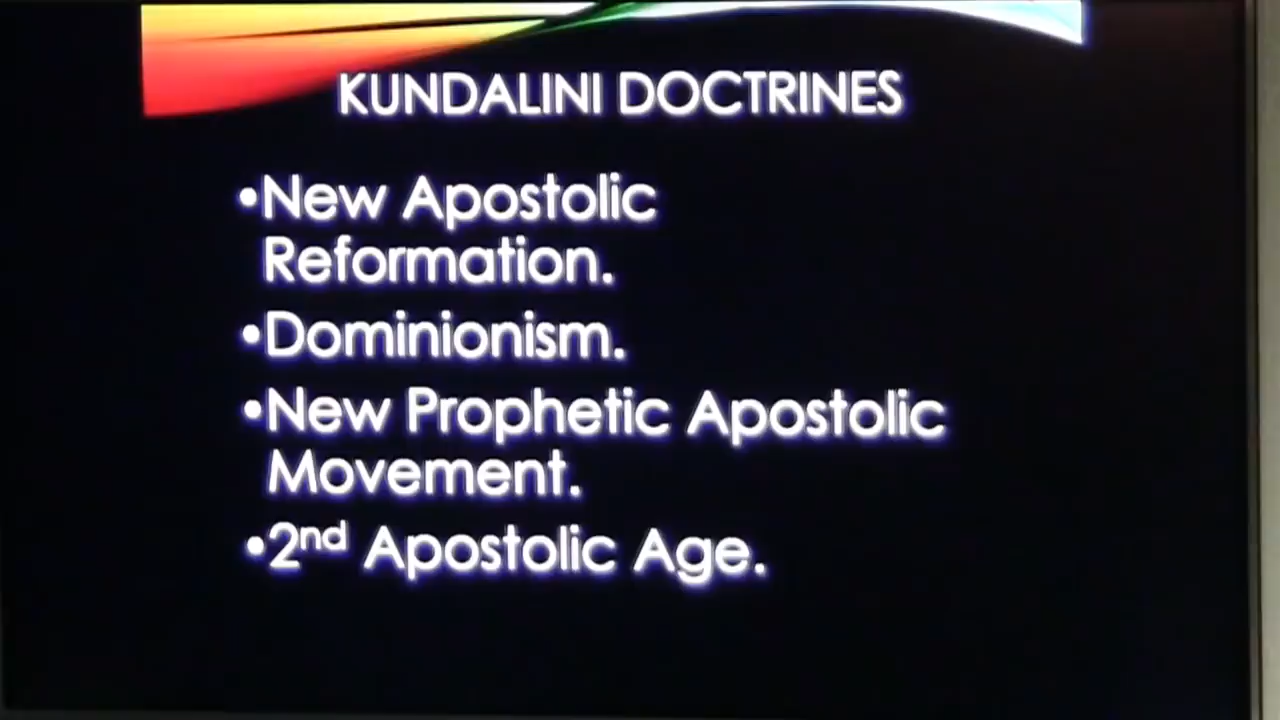 KUNDALINI DOCTRINES
•New Apostolic
Reformation.
•Dominionism.
•New Prophetic Apostolic
Movement.
•2nd Apostolic Age.